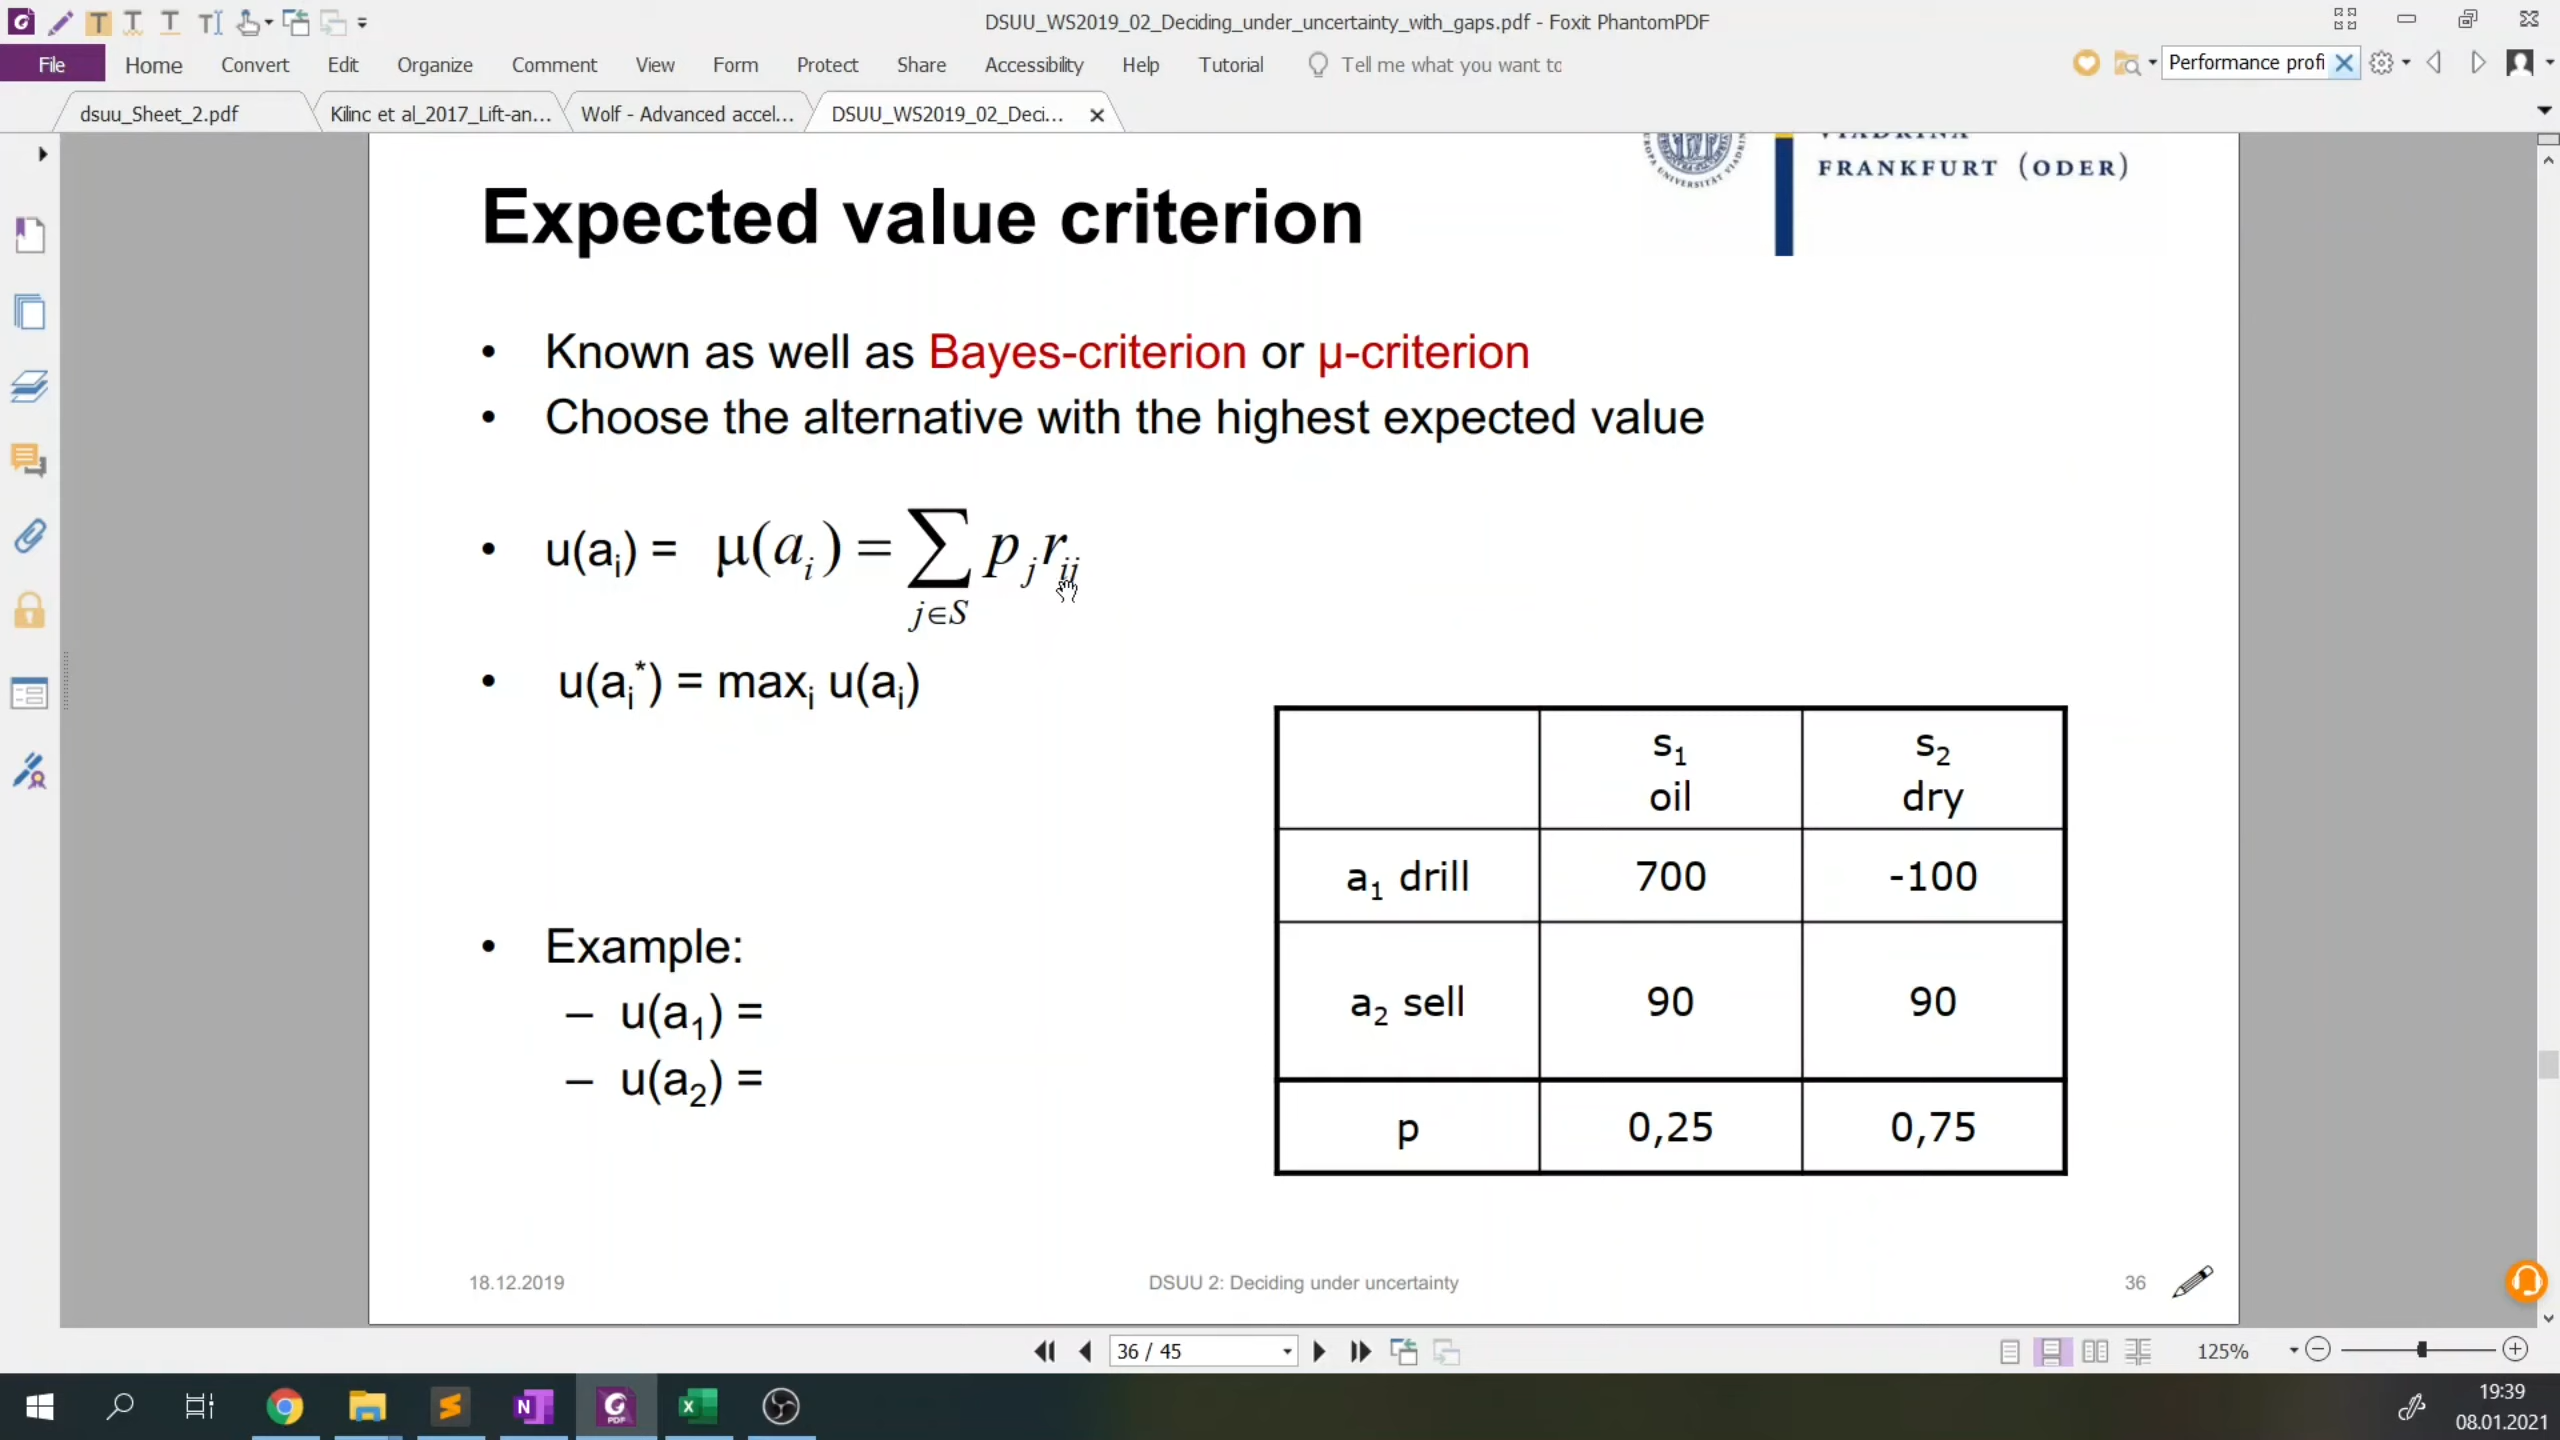 DSUU_WS2019_02_Deciding_under_uncertainty_with_gaps.pdf - Foxit PhantomPDF
File Home Convert Edit Organize Comment View Form Protect Share Accessibility Help Tutorial Tell me what you want to Performance profi
dsuu_Sheet_2.pdf Kilinc et al_2017_Lift-an... Wolf - Advanced accel... DSUU_WS2019_02_Deci...
FRANKFURT (ODER)
Expected value criterion
• Known as well as Bayes-criterion or µ-criterion
• Choose the alternative with the highest expected value
• u(aᵢ) = μ(aᵢ) = ∑ j∈S pⱼrᵢⱼ
• u(aᵢ*) = maxᵢ u(aᵢ)
s₁ oil s₂ dry
a₁ drill 700 -100
a₂ sell 90 90
p 0,25 0,75
• Example:
– u(a₁) =
– u(a₂) =
18.12.2019 DSUU 2: Deciding under uncertainty 36
36 / 45 125%
19:39
08.01.2021